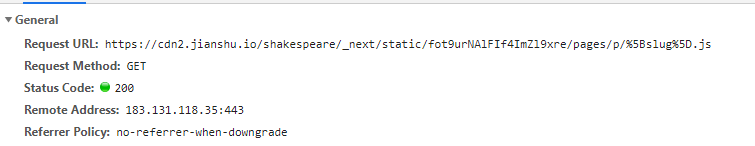 General
Request URL: https://cdn2.jianshu.io/shakespeare/_next/static/fot9urNAlFIf4ImZl9xre/pages/p/%5Bslug%5D.js
Request Method: GET
Status Code: 200
Remote Address: 183.131.118.35:443
Referrer Policy: no-referrer-when-downgrade